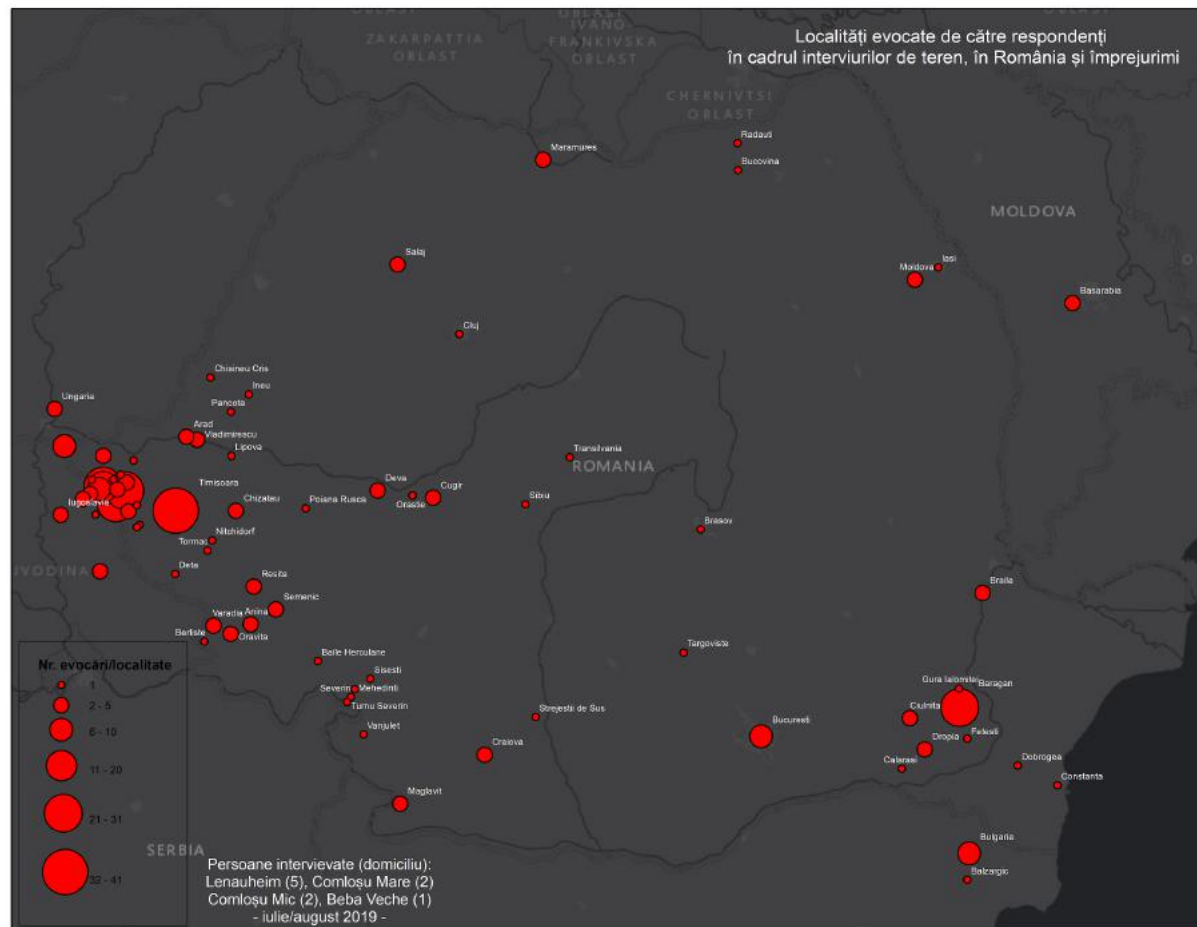 ZAKARPATTIA
OBLAST
OBLAST
IVANO
FRANKIVSKA
OBLAST
Localități evocate de către respondenți
în cadrul interviurilor de teren, în România și împrejurimi
CHERNIVTSI
OBLAST
Radauti
Maramures
Bucovina
MOLDOVA
Salaj
Iasi
Moldova
Basarabia
Cluj
Chisineu Cris
Ineu
Ungaria
Pancota
Arad
Vladimirescu
Lipova
Transilvania
ROMANIA
Timisoara
Deva
Cugir
Chizatau
Poiana Rusca
Orastie
Sibiu
Iugoslavia
Brasov
Nitchidorf
Tormac
Deta
Resita
Braila
Semenic
Varadia
Anina
Berliste
Oravita
Targoviste
Baile Herculane
Sisesti
Severin
Mehedinti
Turnu Severin
Gura Ialomitei
Baragan
Ciulnita
Strejestii de Sus
Bucuresti
Vanjulet
Fetesti
Dropia
Craiova
Calarasi
Dobrogea
Constanta
Maglavit
Bulgaria
Balzargic
SERBIA
Nr. evocări/localitate
1
2 - 5
6 - 10
11 - 20
21 - 31
32 - 41
Persoane intervievate (domiciliu):
Lenauheim (5), Comloșu Mare (2)
Comloșu Mic (2), Beba Veche (1)
- iulie/august 2019 -